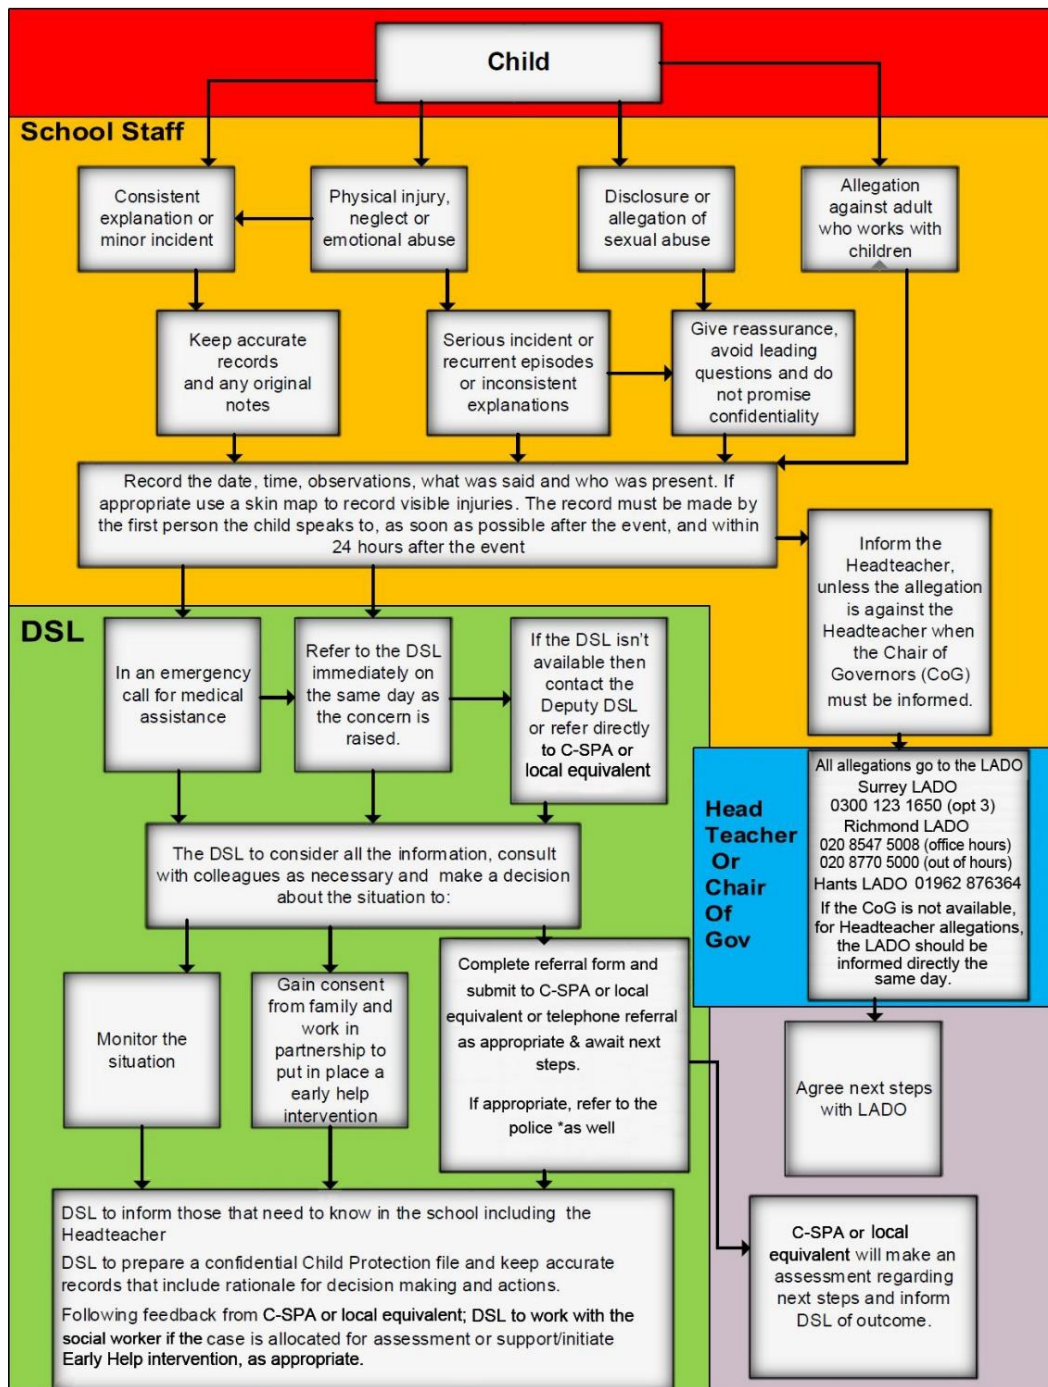 Child
School Staff
Consistent
explanation or
minor incident
Physical injury,
neglect or
emotional abuse
Disclosure or
allegation of
sexual abuse
Allegation
against adult
who works with
children
Keep accurate
records
and any original
notes
Serious incident or
recurrent episodes
or inconsistent
explanations
Give reassurance,
avoid leading
questions and do
not promise
confidentiality
Record the date, time, observations, what was said and who was present. If
appropriate use a skin map to record visible injuries. The record must be made by
the first person the child speaks to, as soon as possible after the event, and within
24 hours after the event
Inform the
Headteacher,
unless the allegation
is against the
Headteacher when
the Chair of
Governors (CoG)
must be informed.
DSL
In an emergency
call for medical
assistance
Refer to the DSL
immediately on
the same day as
the concern is
raised.
If the DSL isn't
available then
contact the
Deputy DSL
or refer directly
to C-SPA or
local equivalent
Head
Teacher
Or
Chair
Of
Gov
All allegations go to the LADO
Surrey LADO
0300 123 1650 (opt 3)
Richmond LADO
020 8547 5008 (office hours)
020 8770 5000 (out of hours)
Hants LADO 01962 876364
If the CoG is not available,
for Headteacher allegations,
the LADO should be
informed directly the
same day.
The DSL to consider all the information, consult
with colleagues as necessary and make a decision
about the situation to:
Monitor the
situation
Gain consent
from family and
work in
partnership to
put in place a
early help
intervention
Complete referral form and
submit to C-SPA or local
equivalent or telephone referral
as appropriate & await next
steps.
If appropriate, refer to the
police *as well
Agree next steps
with LADO
DSL to inform those that need to know in the school including the
Headteacher
DSL to prepare a confidential Child Protection file and keep accurate
records that include rationale for decision making and actions.
Following feedback from C-SPA or local equivalent; DSL to work with the
social worker if the case is allocated for assessment or support/initiate
Early Help intervention, as appropriate.
C-SPA or local
equivalent will make an
assessment regarding
next steps and inform
DSL of outcome.